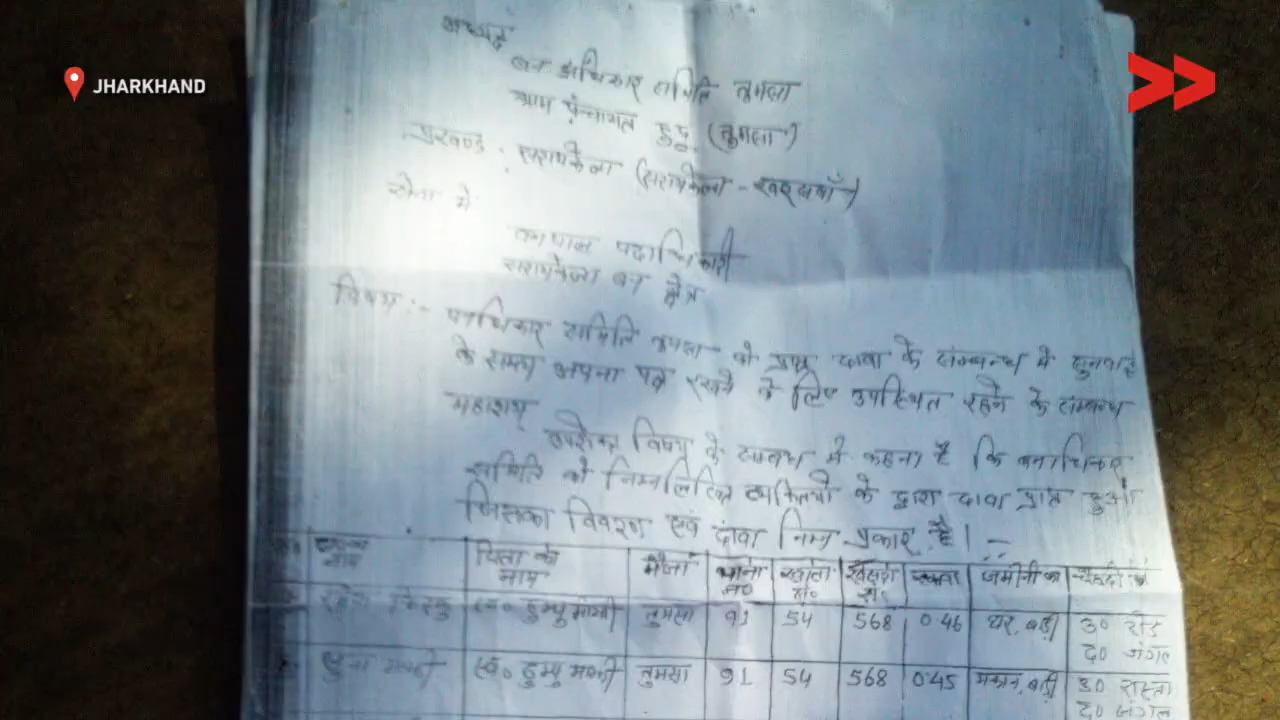 JHARKHAND
अध्यक्ष
वन अधिकार समिति तुमसा
ग्राम पंचायत डुडु (तुमसा)
प्रखण्ड - सरायकेला (सरायकेला - खरसावाँ)
सेवा में
वनपाल पदाधिकारी
सरायकेला वन क्षेत्र
विषय :- वनाधिकार समिति तुमसा को प्राप्त दावा के सम्बन्ध में सुनवाई
के समय अपना पक्ष रखने के लिए उपस्थित रहने के सम्बन्ध
महाशय
उपरोक्त विषय के सम्बन्ध में कहना है कि वनाधिकार
समिति को निम्नलिखित व्यक्तियों के द्वारा दावा प्राप्त हुआ
जिसका विवरण एवं दावा निम्न प्रकार है। -
नाम पिता का नाम मौजा थाना न० खाता सं० खेसरा सं० रकवा जमीन का
स्व० डुम्बु माझी तुमसा 91 54 568 0.46 घर, बाड़ी उ० रोड द० जंगल
स्व० डुम्बु माझी तुमसा 91 54 568 0.45 मकान, बाड़ी उ० रास्ता द० जंगल